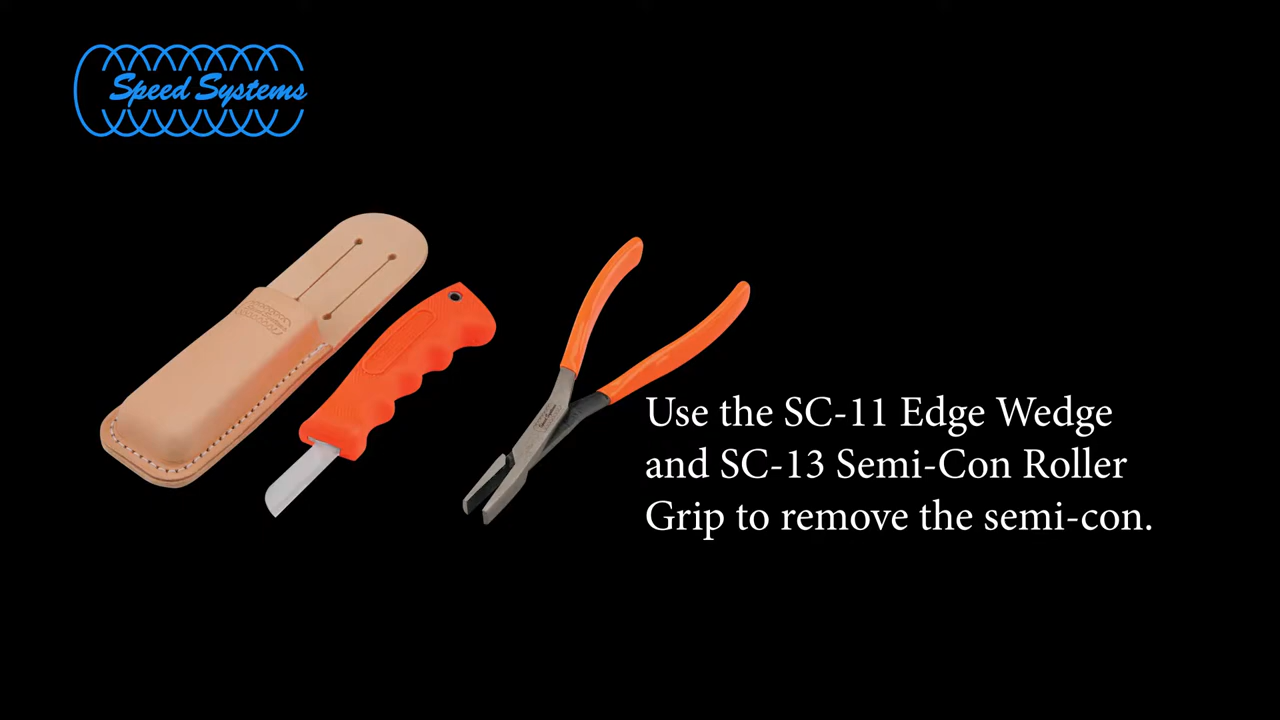 Speed Systems
Use the SC-11 Edge Wedge
and SC-13 Semi-Con Roller
Grip to remove the semi-con.